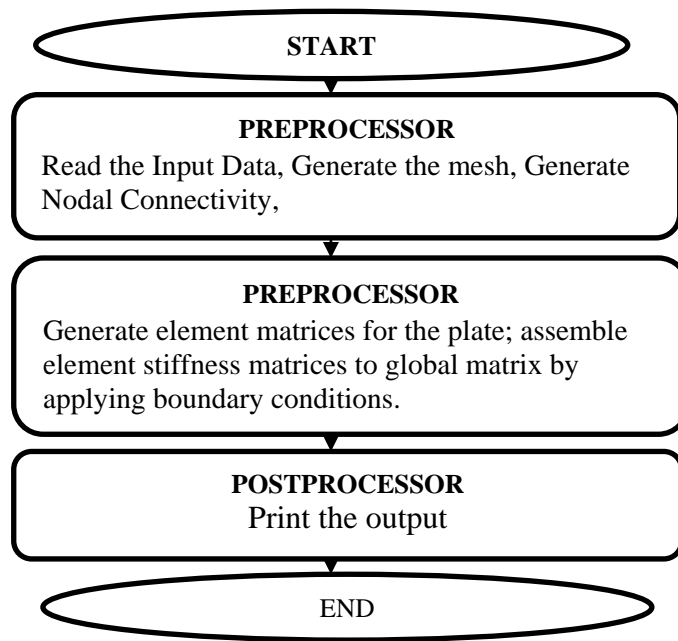 START
PREPROCESSOR
Read the Input Data, Generate the mesh, Generate
Nodal Connectivity,
PREPROCESSOR
Generate element matrices for the plate; assemble
element stiffness matrices to global matrix by
applying boundary conditions.
POSTPROCESSOR
Print the output
END